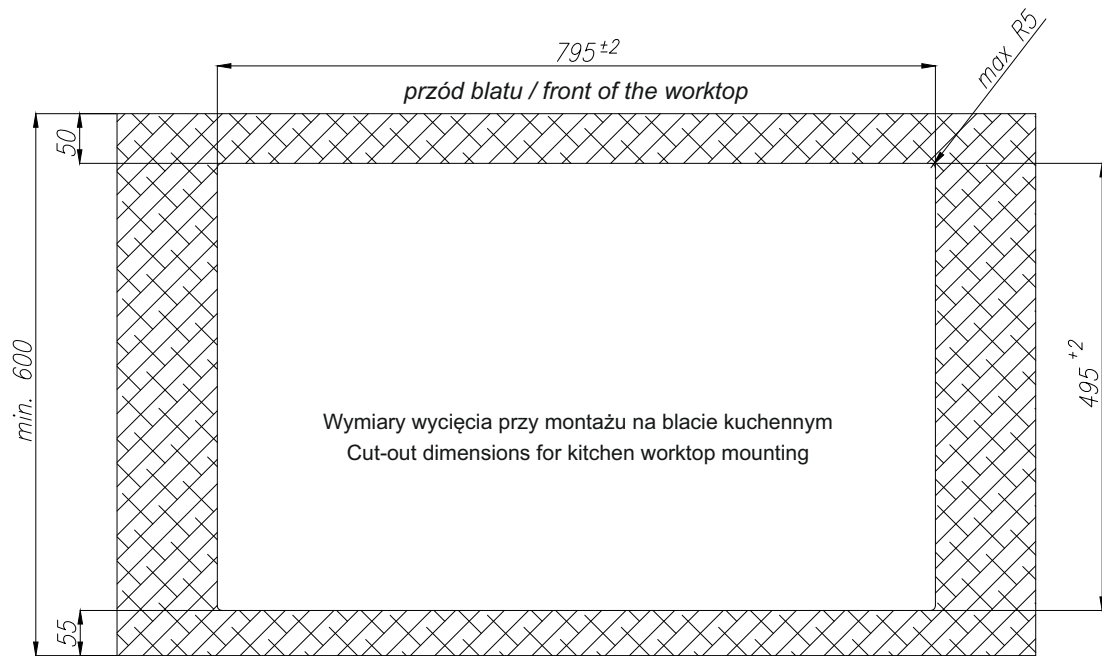 795 ±2
max R5
przód blatu / front of the worktop
50
min. 600
495 ±2
Wymiary wycięcia przy montażu na blacie kuchennym
Cut-out dimensions for kitchen worktop mounting
55